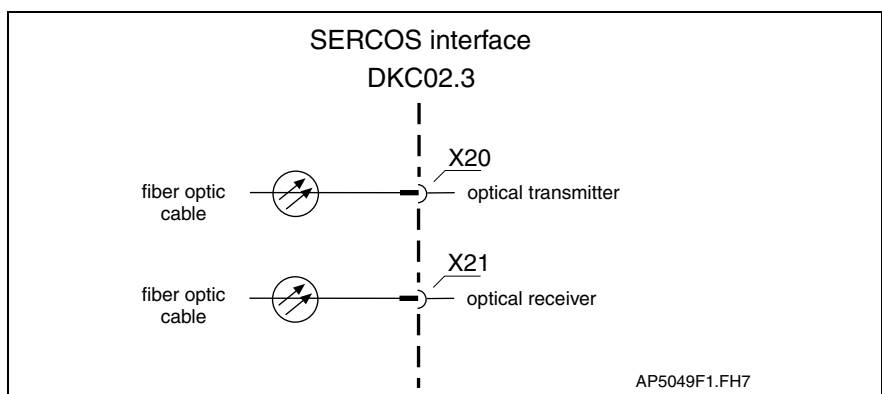 SERCOS interface
DKC02.3
X20
fiber optic
cable
optical transmitter
X21
fiber optic
cable
optical receiver
AP5049F1.FH7